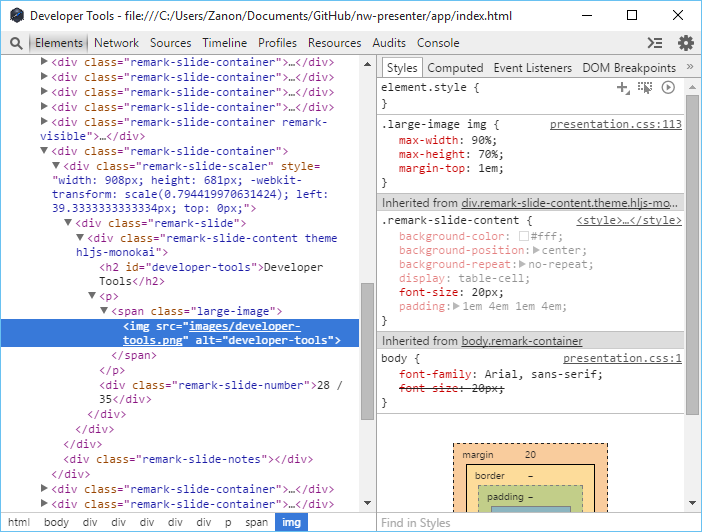 Developer Tools - file:///C:/Users/Zanon/Documents/GitHub/nw-presenter/app/index.html
Elements Network Sources Timeline Profiles Resources Audits Console
<div class="remark-slide-container">…</div>
<div class="remark-slide-container">…</div>
<div class="remark-slide-container">…</div>
<div class="remark-slide-container">…</div>
<div class="remark-slide-container remark-
visible">…</div>
<div class="remark-slide-container">
<div class="remark-slide-scaler" style=
"width: 908px; height: 681px; -webkit-
transform: scale(0.794419970631424); left:
39.3333333333334px; top: 0px;">
<div class="remark-slide">
<div class="remark-slide-content theme
hljs-monokai">
<h2 id="developer-tools">Developer
Tools</h2>
<p>
<span class="large-image">
<img src="images/developer-
tools.png" alt="developer-tools">
</span>
</p>
<div class="remark-slide-number">28 /
35</div>
</div>
</div>
</div>
<div class="remark-slide-notes"></div>
</div>
<div class="remark-slide-container">…</div>
<div class="remark-slide-container">…</div>
html body div div div div p span img
Styles Computed Event Listeners DOM Breakpoints »
element.style {
}
.large-image img { presentation.css:113
max-width: 90%;
max-height: 70%;
margin-top: 1em;
}
Inherited from div.remark-slide-content.theme.hljs-mo…
.remark-slide-content { <style>…</style>
background-color: #fff;
background-position: center;
background-repeat: no-repeat;
display: table-cell;
font-size: 20px;
padding: 1em 4em 1em 4em;
}
Inherited from body.remark-container
body { presentation.css:1
font-family: Arial, sans-serif;
font-size: 20px;
}
margin 20
border –
padding –
Find in Styles